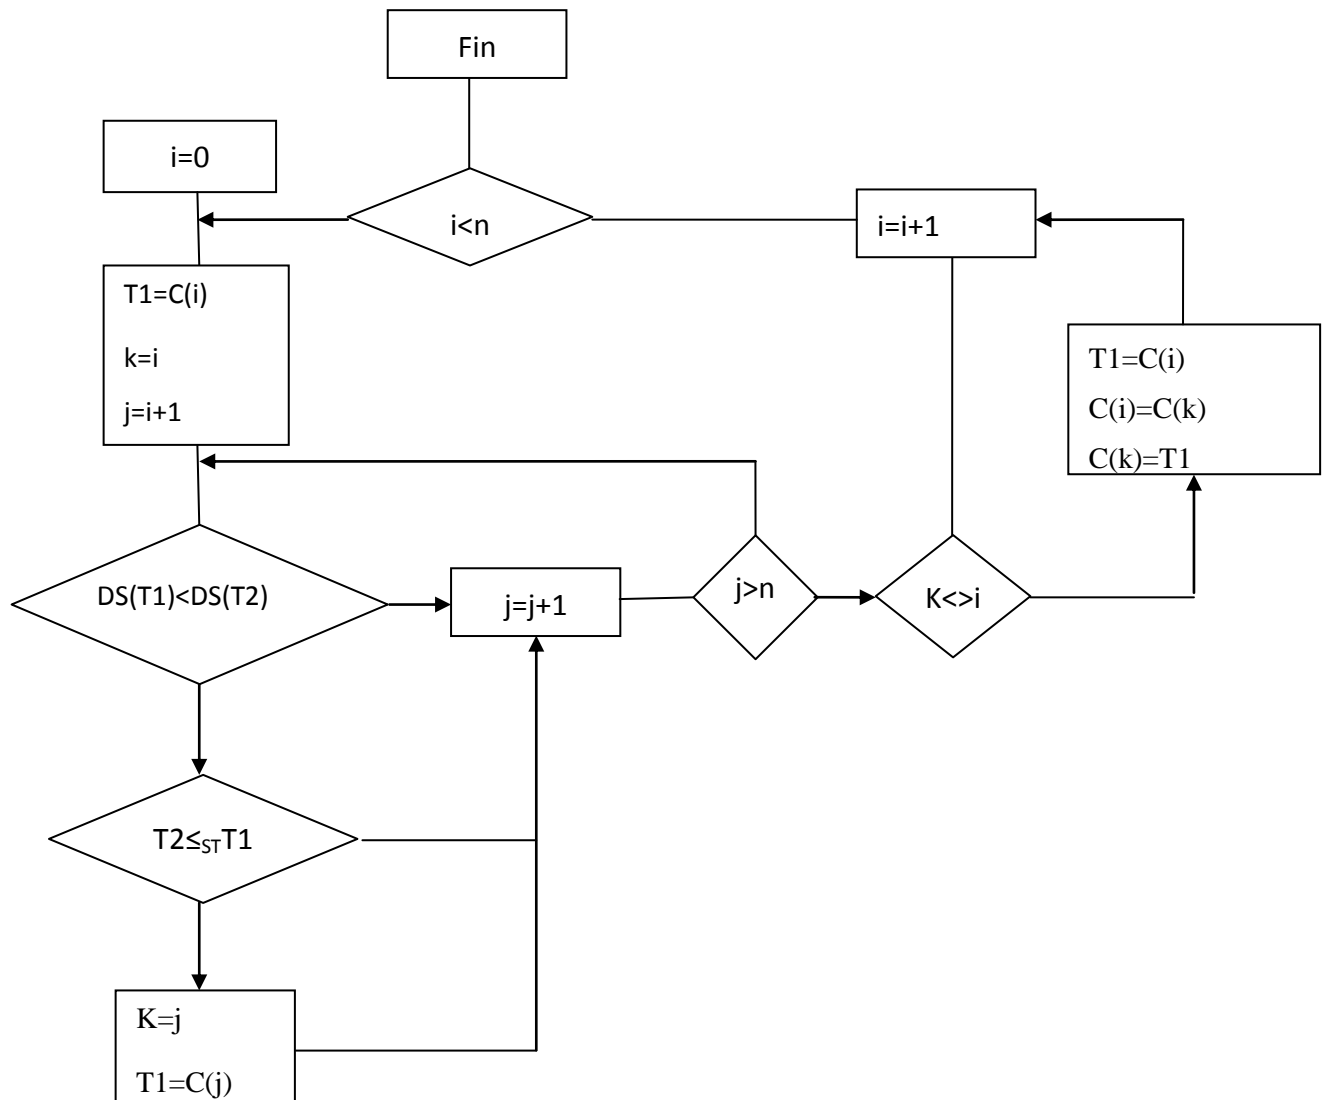 Fin
i=0
i<n
i=i+1
T1=C(i)
k=i
j=i+1
T1=C(i)
C(i)=C(k)
C(k)=T1
DS(T1)<DS(T2)
j=j+1
j>n
K<>i
T2≤STT1
K=j
T1=C(j)